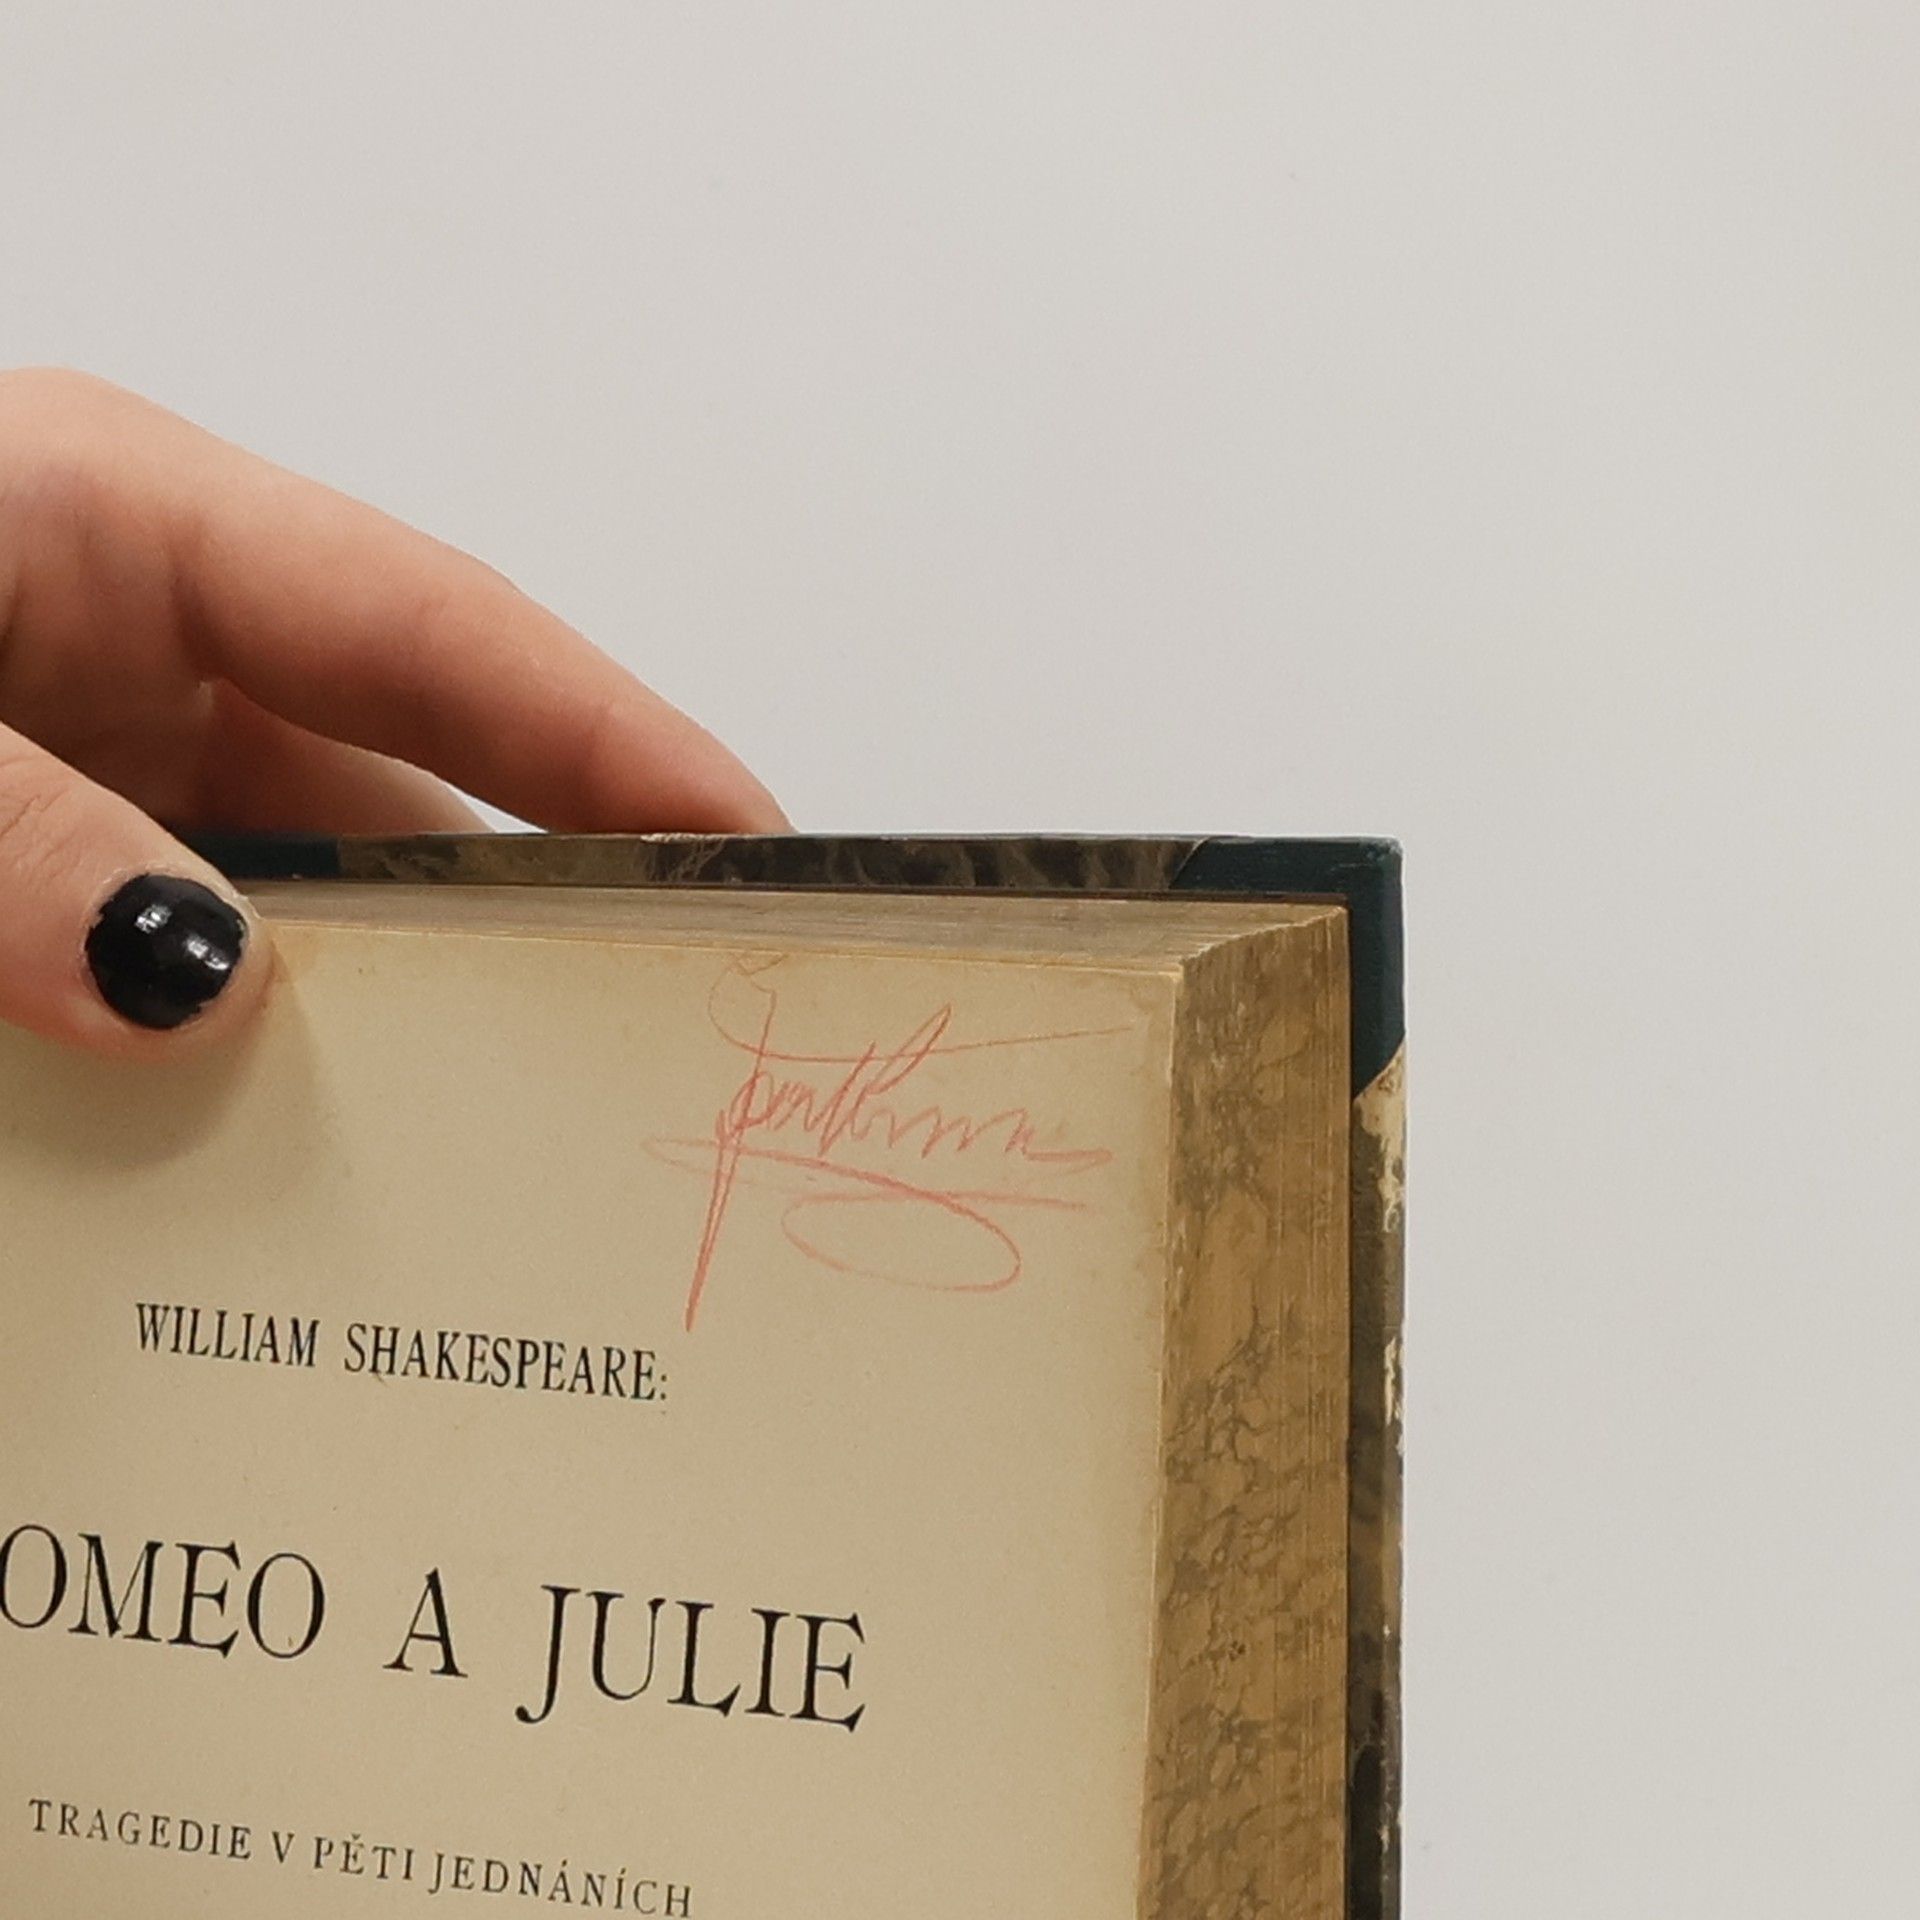 WILLIAM SHAKESPEARE:
OMEO A JULIE
TRAGEDIE V PĚTI JEDNÁNÍCH